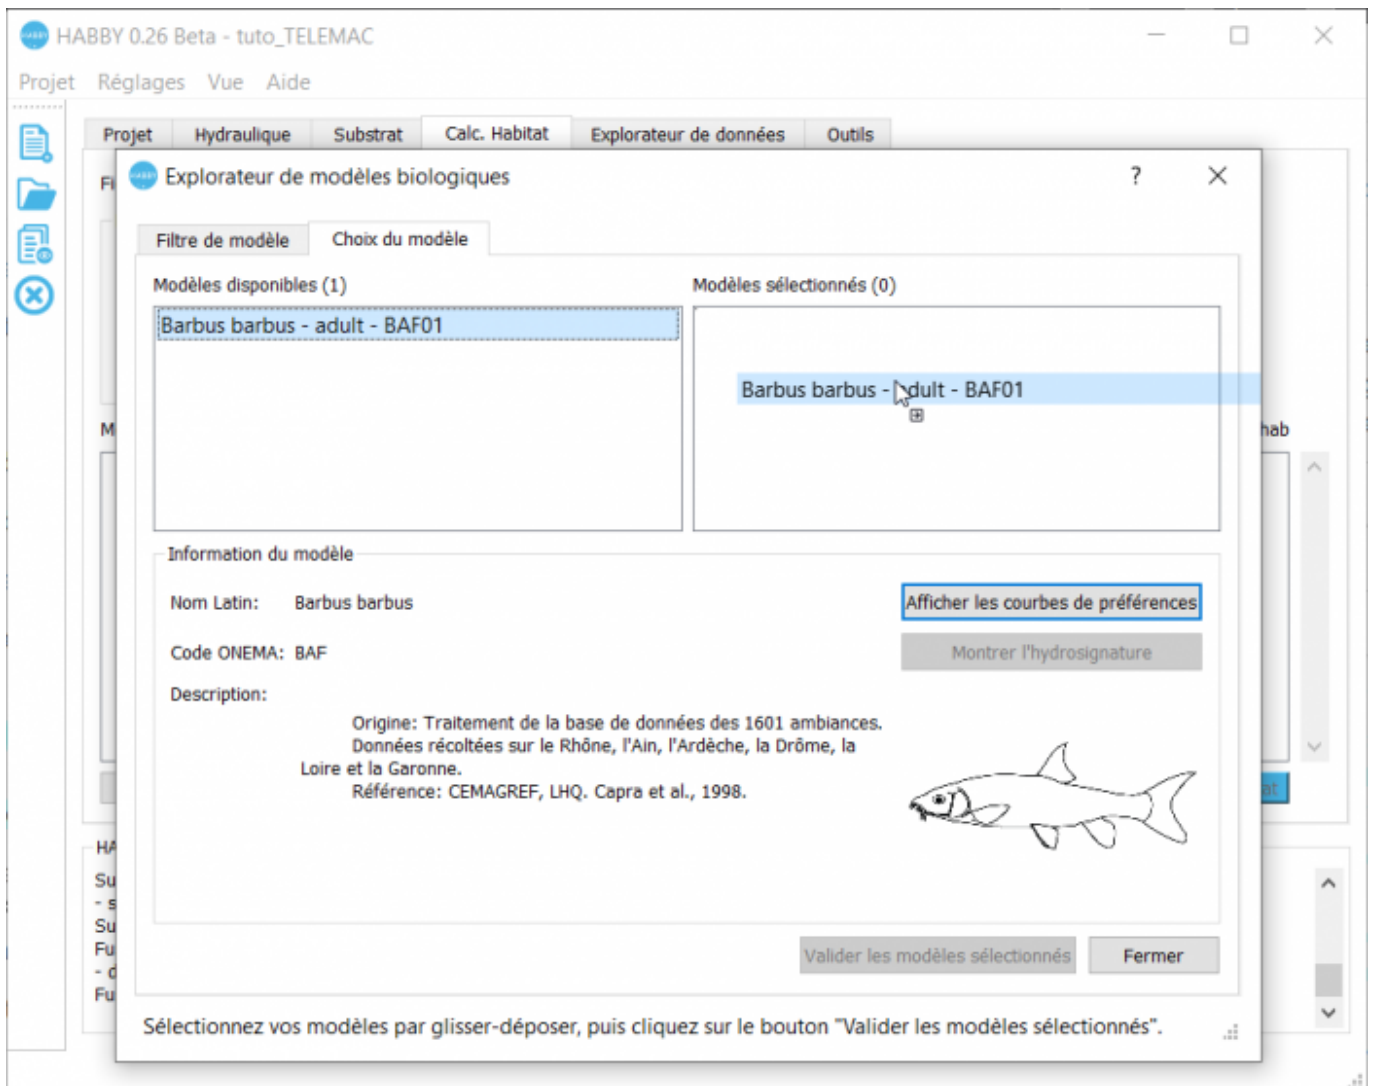 HABBY 0.26 Beta - tuto_TELEMAC
Projet Réglages Vue Aide
Projet Hydraulique Substrat Calc. Habitat Explorateur de données Outils
Explorateur de modèles biologiques
Filtre de modèle Choix du modèle
Modèles disponibles (1) Modèles sélectionnés (0)
Barbus barbus - adult - BAF01
Barbus barbus - adult - BAF01
hab
Information du modèle
Nom Latin: Barbus barbus Afficher les courbes de préférences
Code ONEMA: BAF Montrer l'hydrosignature
Description:
Origine: Traitement de la base de données des 1601 ambiances.
Données récoltées sur le Rhône, l'Ain, l'Ardèche, la Drôme, la
Loire et la Garonne.
Référence: CEMAGREF, LHQ. Capra et al., 1998.
Valider les modèles sélectionnés Fermer
Sélectionnez vos modèles par glisser-déposer, puis cliquez sur le bouton "Valider les modèles sélectionnés".